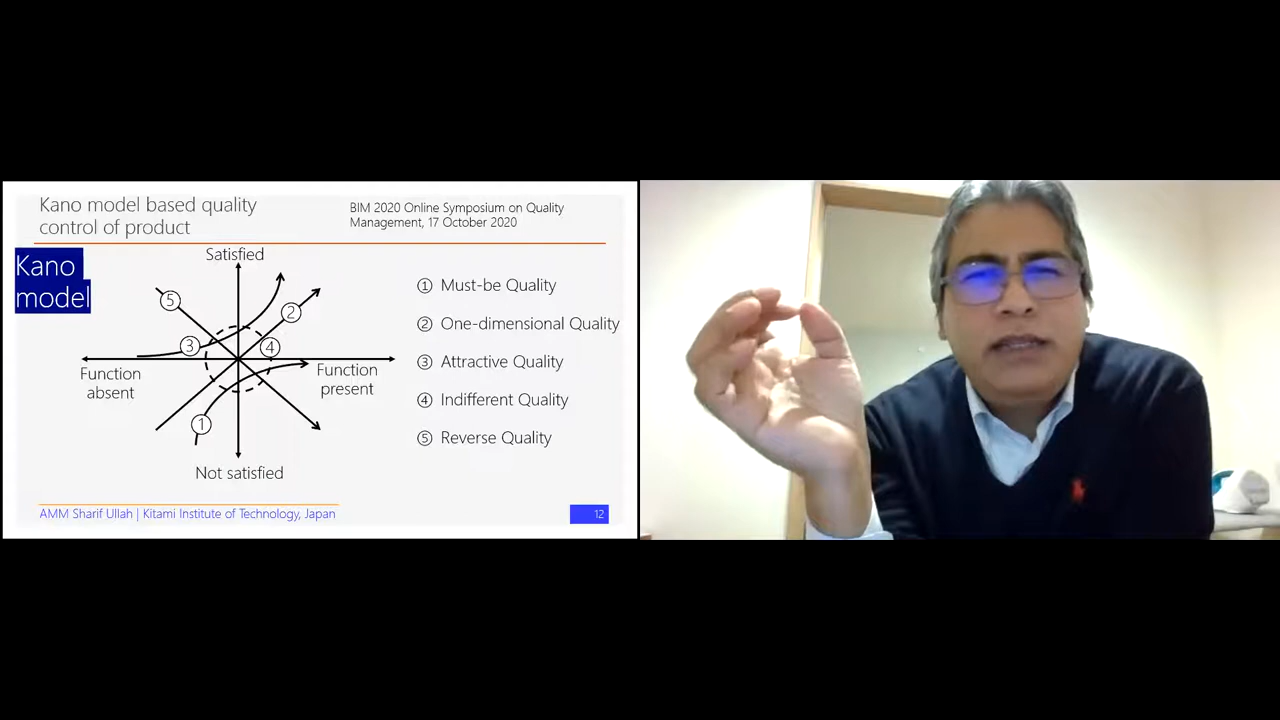 Kano model based quality
control of product
BIM 2020 Online Symposium on Quality
Management, 17 October 2020
Kano
model
Satisfied
⑤
②
③
④
Function
absent
Function
present
①
Not satisfied
① Must-be Quality
② One-dimensional Quality
③ Attractive Quality
④ Indifferent Quality
⑤ Reverse Quality
AMM Sharif Ullah | Kitami Institute of Technology, Japan
12